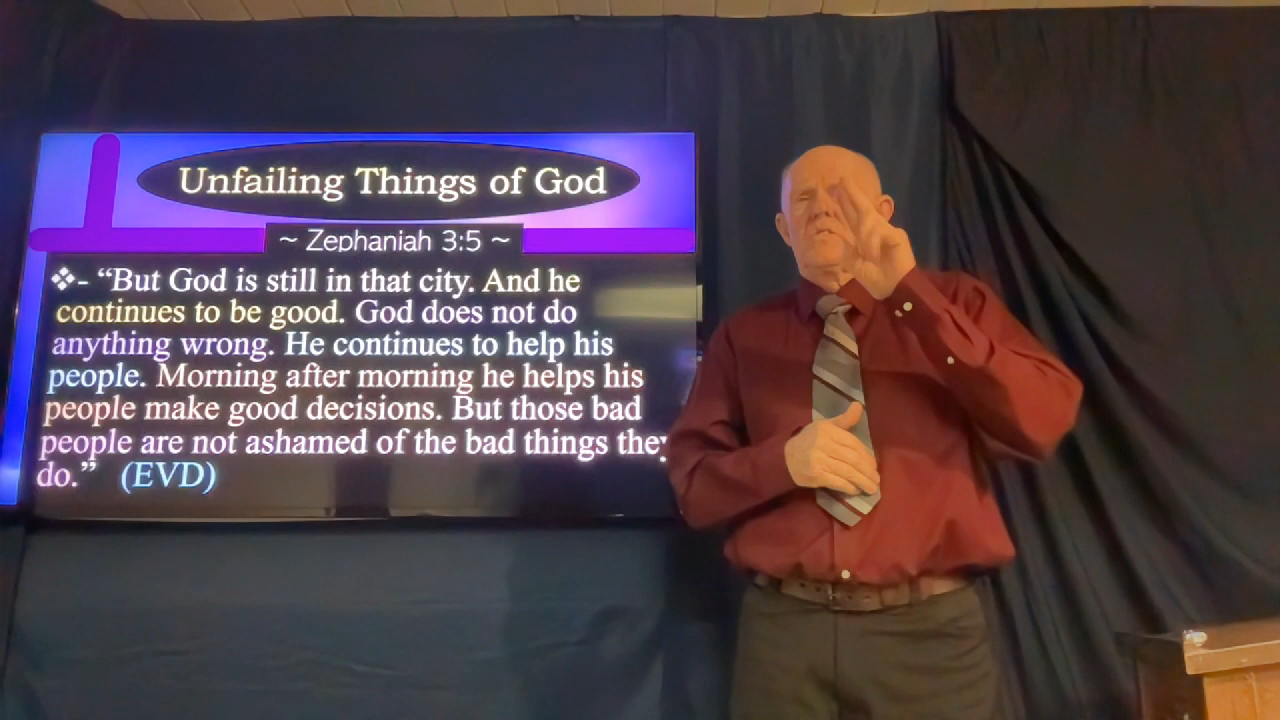 Unfailing Things of God
~ Zephaniah 3:5 ~
❖- “But God is still in that city. And he
continues to be good. God does not do
anything wrong. He continues to help his
people. Morning after morning he helps his
people make good decisions. But those bad
people are not ashamed of the bad things they
do.” (EVD)